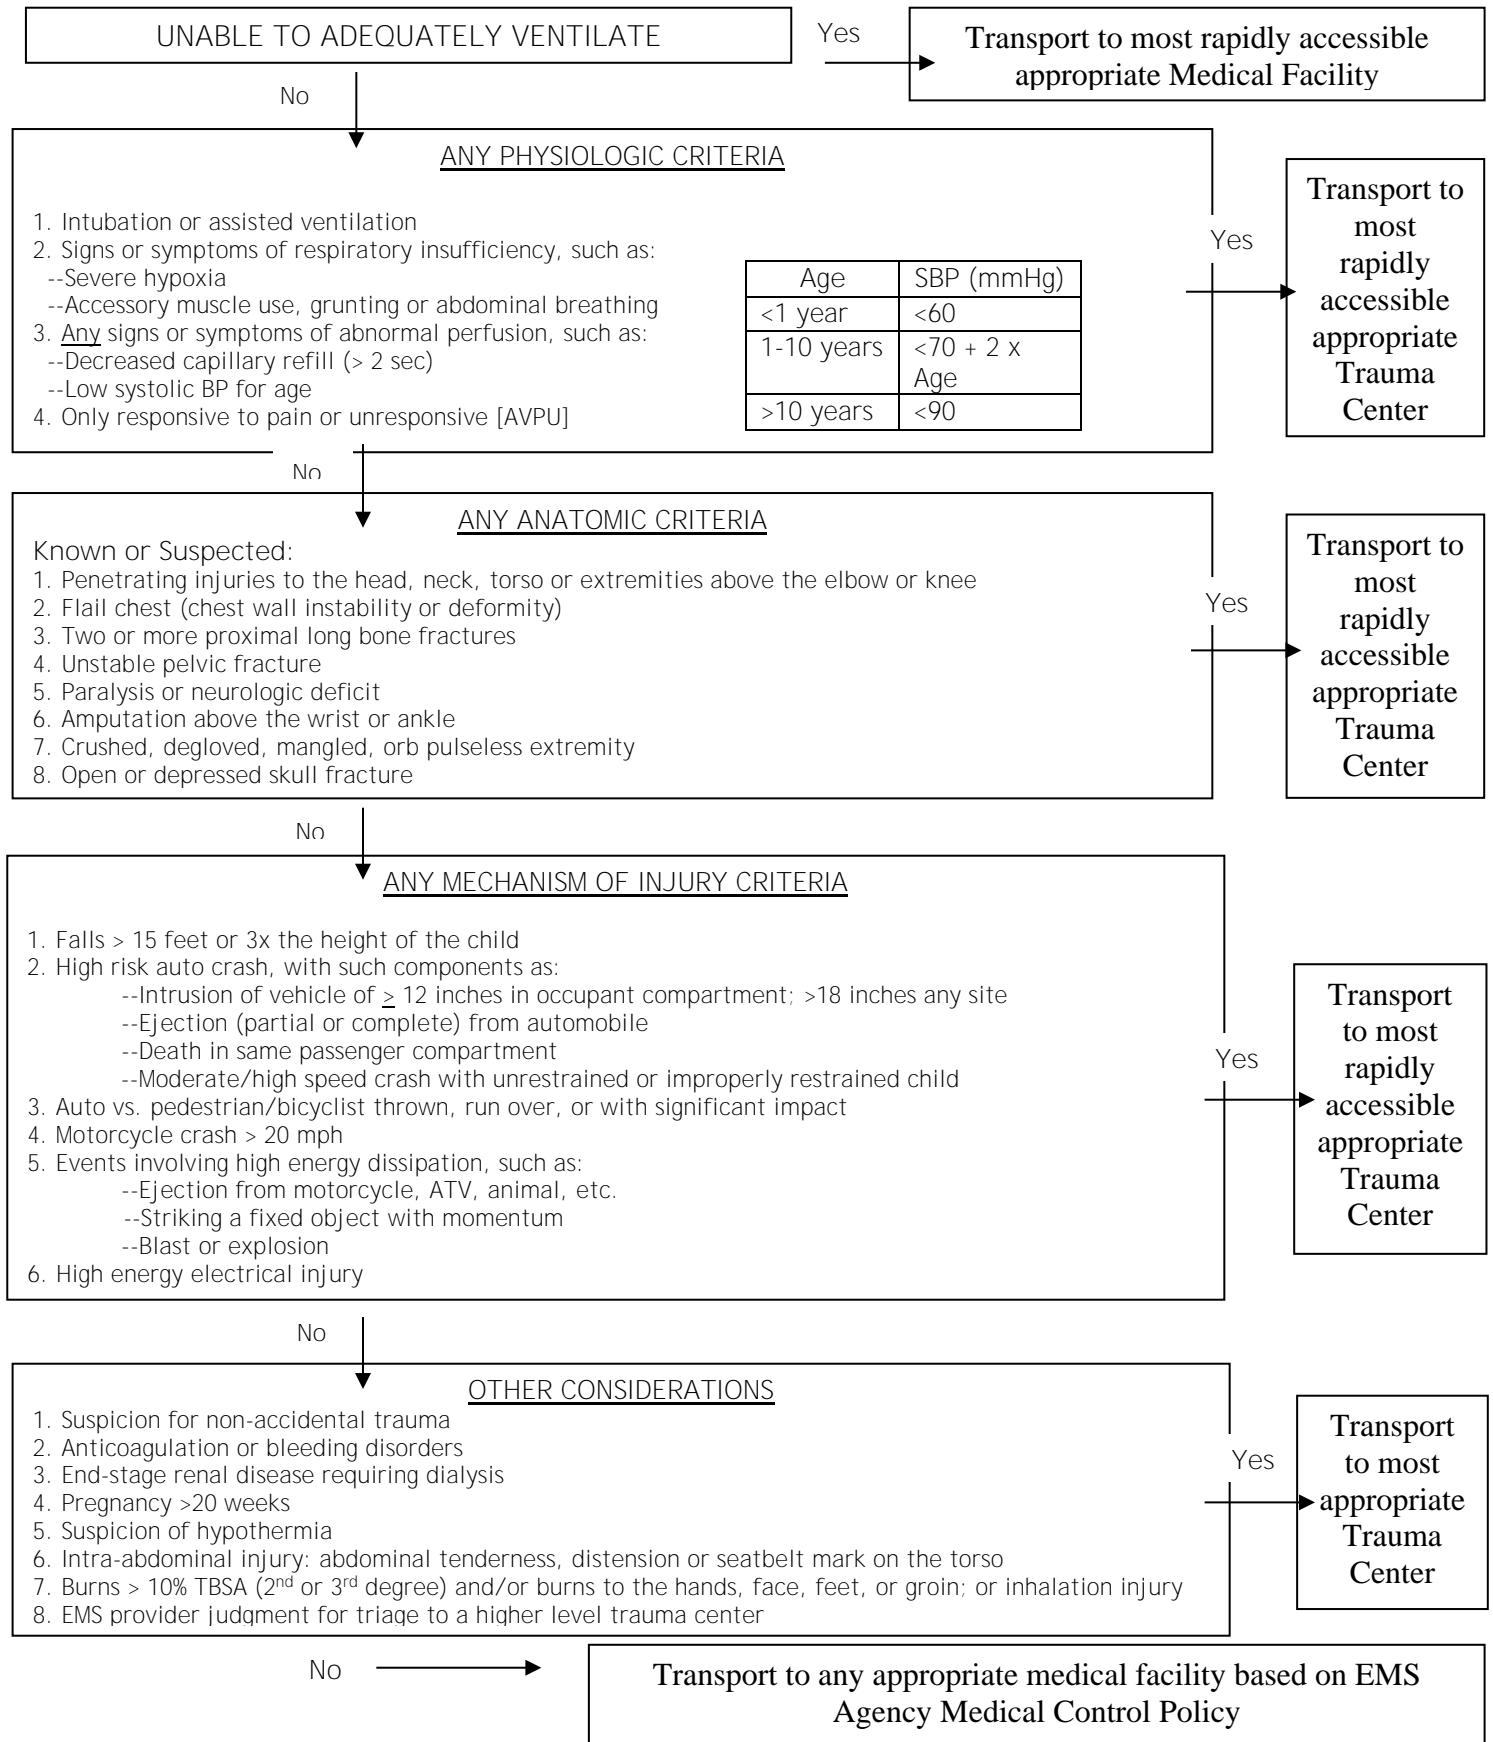 UNABLE TO ADEQUATELY VENTILATE
Yes
Transport to most rapidly accessible
appropriate Medical Facility
No
ANY PHYSIOLOGIC CRITERIA
1. Intubation or assisted ventilation
2. Signs or symptoms of respiratory insufficiency, such as:
--Severe hypoxia
--Accessory muscle use, grunting or abdominal breathing
3. Any signs or symptoms of abnormal perfusion, such as:
--Decreased capillary refill (> 2 sec)
--Low systolic BP for age
4. Only responsive to pain or unresponsive [AVPU]
Age SBP (mmHg)
<1 year <60
1-10 years <70 + 2 x
Age
>10 years <90
Yes
Transport to
most
rapidly
accessible
appropriate
Trauma
Center
No
ANY ANATOMIC CRITERIA
Known or Suspected:
1. Penetrating injuries to the head, neck, torso or extremities above the elbow or knee
2. Flail chest (chest wall instability or deformity)
3. Two or more proximal long bone fractures
4. Unstable pelvic fracture
5. Paralysis or neurologic deficit
6. Amputation above the wrist or ankle
7. Crushed, degloved, mangled, orb pulseless extremity
8. Open or depressed skull fracture
Yes
Transport to
most
rapidly
accessible
appropriate
Trauma
Center
No
ANY MECHANISM OF INJURY CRITERIA
1. Falls > 15 feet or 3x the height of the child
2. High risk auto crash, with such components as:
--Intrusion of vehicle of ≥ 12 inches in occupant compartment; >18 inches any site
--Ejection (partial or complete) from automobile
--Death in same passenger compartment
--Moderate/high speed crash with unrestrained or improperly restrained child
3. Auto vs. pedestrian/bicyclist thrown, run over, or with significant impact
4. Motorcycle crash > 20 mph
5. Events involving high energy dissipation, such as:
--Ejection from motorcycle, ATV, animal, etc.
--Striking a fixed object with momentum
--Blast or explosion
6. High energy electrical injury
Yes
Transport
to most
rapidly
accessible
appropriate
Trauma
Center
No
OTHER CONSIDERATIONS
1. Suspicion for non-accidental trauma
2. Anticoagulation or bleeding disorders
3. End-stage renal disease requiring dialysis
4. Pregnancy >20 weeks
5. Suspicion of hypothermia
6. Intra-abdominal injury: abdominal tenderness, distension or seatbelt mark on the torso
7. Burns > 10% TBSA (2nd or 3rd degree) and/or burns to the hands, face, feet, or groin; or inhalation injury
8. EMS provider judgment for triage to a higher level trauma center
Yes
Transport
to most
appropriate
Trauma
Center
No
Transport to any appropriate medical facility based on EMS
Agency Medical Control Policy